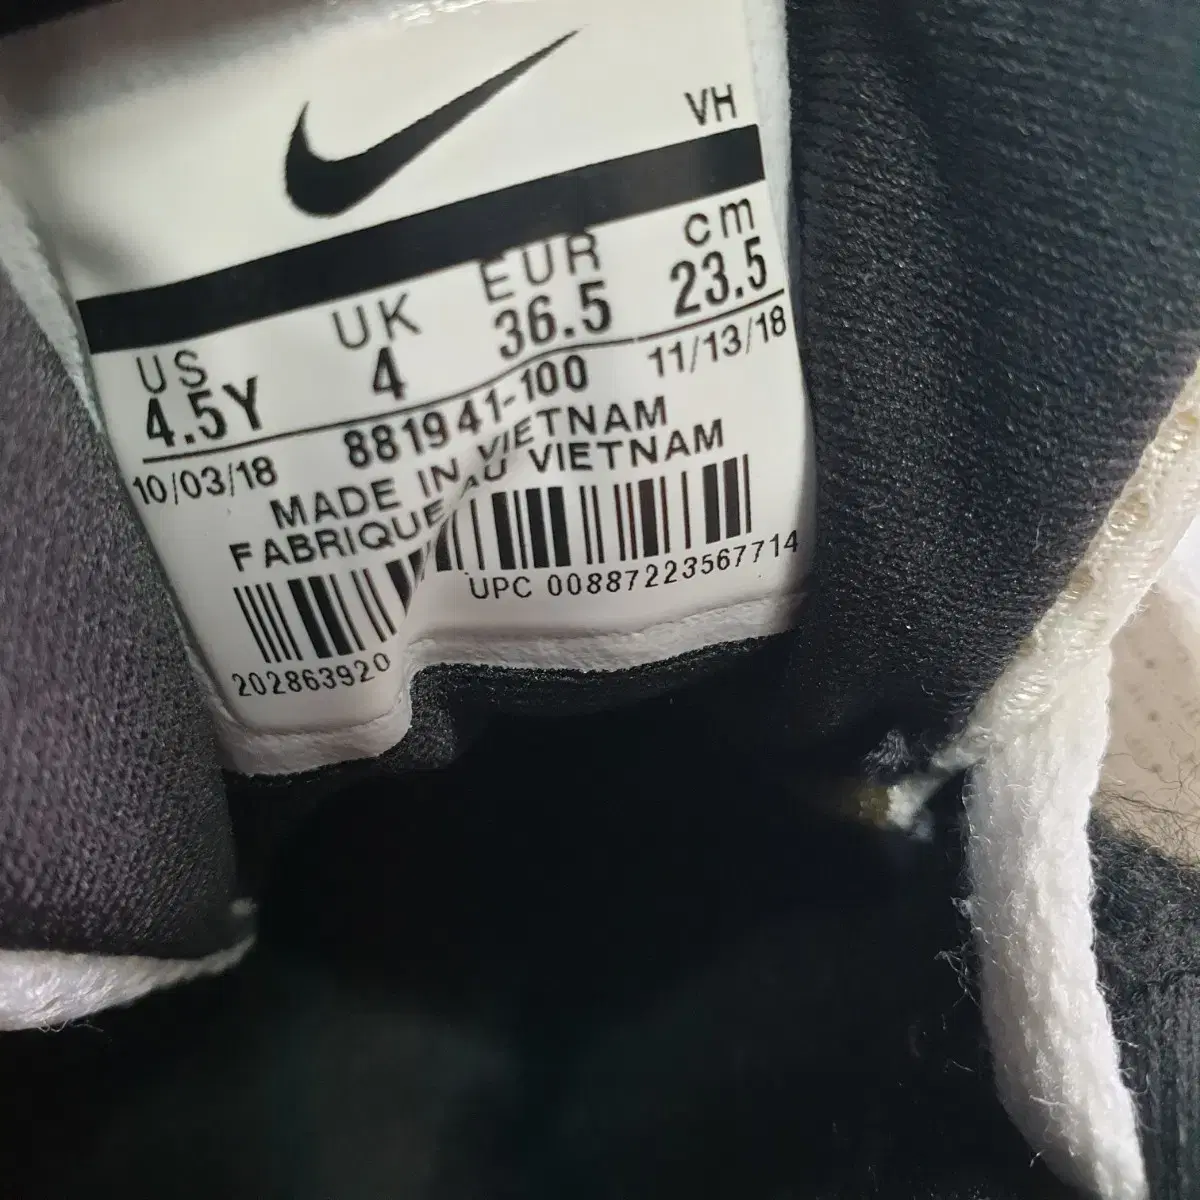 VH
US UK EUR cm
4.5Y 4 36.5 23.5
10/03/18 881941-100 11/13/18
MADE IN VIETNAM
FABRIQUE AU VIETNAM
UPC 00887223567714
202863920